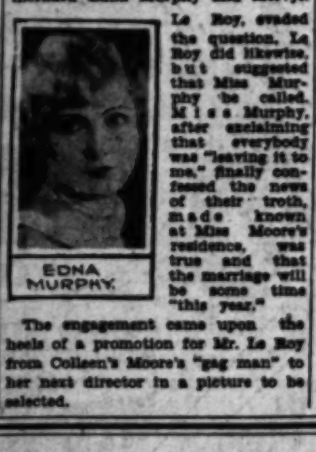 Le Roy, evaded
the question. Le
Roy did likewise,
but suggested
that Miss Mur-
phy be called.
Miss Murphy,
after exclaiming
that everybody
was "leaving it to
me," finally con-
fessed the news
of their troth,
made known
at Miss Moore's
residence, was
true and that
the marriage will
be some time
"this year."
EDNA
MURPHY.
The engagement came upon the
heels of a promotion for Mr. Le Roy
from Colleen's Moore's "gag man" to
her next director in a picture to be
selected.